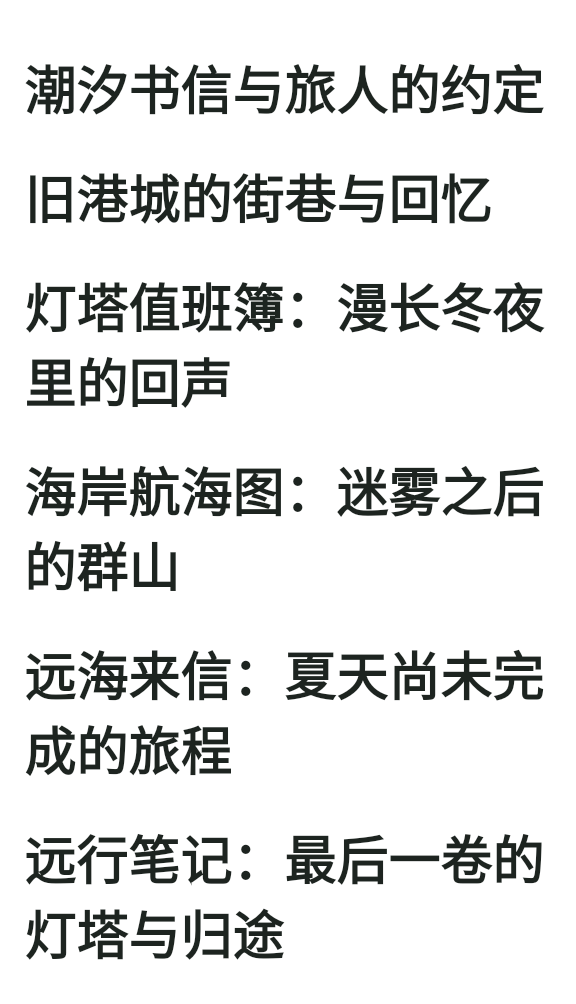 潮汐书信与旅人的约定
旧港城的街巷与回忆
灯塔值班簿：漫长冬夜
里的回声
海岸航海图：迷雾之后
的群山
远海来信：夏天尚未完
成的旅程
远行笔记：最后一卷的
灯塔与归途